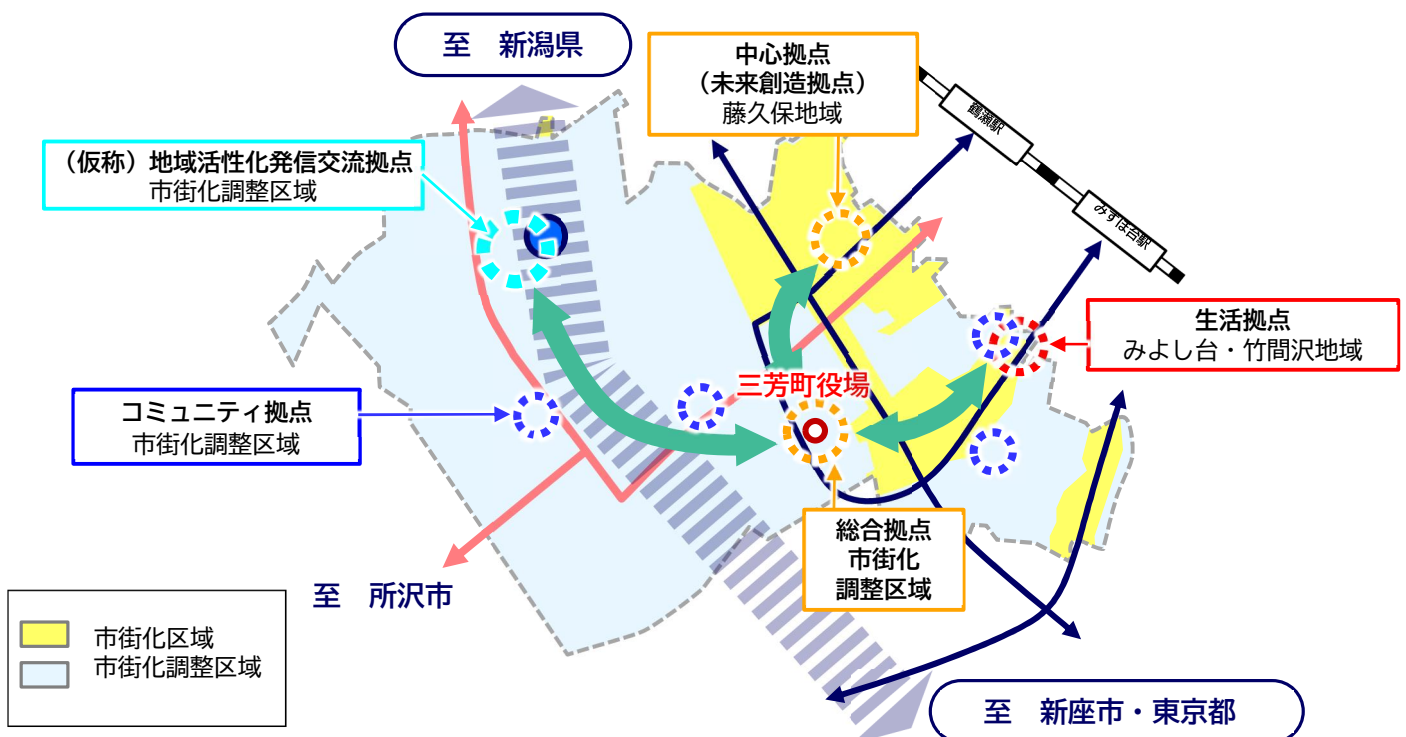 至　新潟県
中心拠点
（未来創造拠点）
藤久保地域
鶴瀬駅
（仮称）地域活性化発信交流拠点
市街化調整区域
みずほ台駅
生活拠点
みよし台・竹間沢地域
三芳町役場
コミュニティ拠点
市街化調整区域
総合拠点
市街化
調整区域
至　所沢市
市街化区域
市街化調整区域
至　新座市・東京都